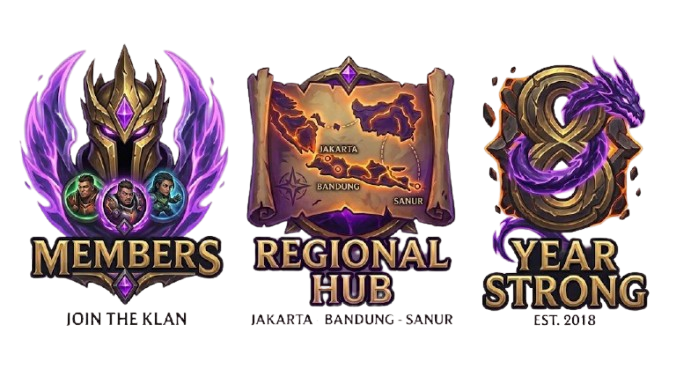 MEMBERS
JOIN THE KLAN
JAKARTA
BANDUNG
SANUR
REGIONAL
HUB
JAKARTA BANDUNG - SANUR
8
YEAR
STRONG
EST. 2018